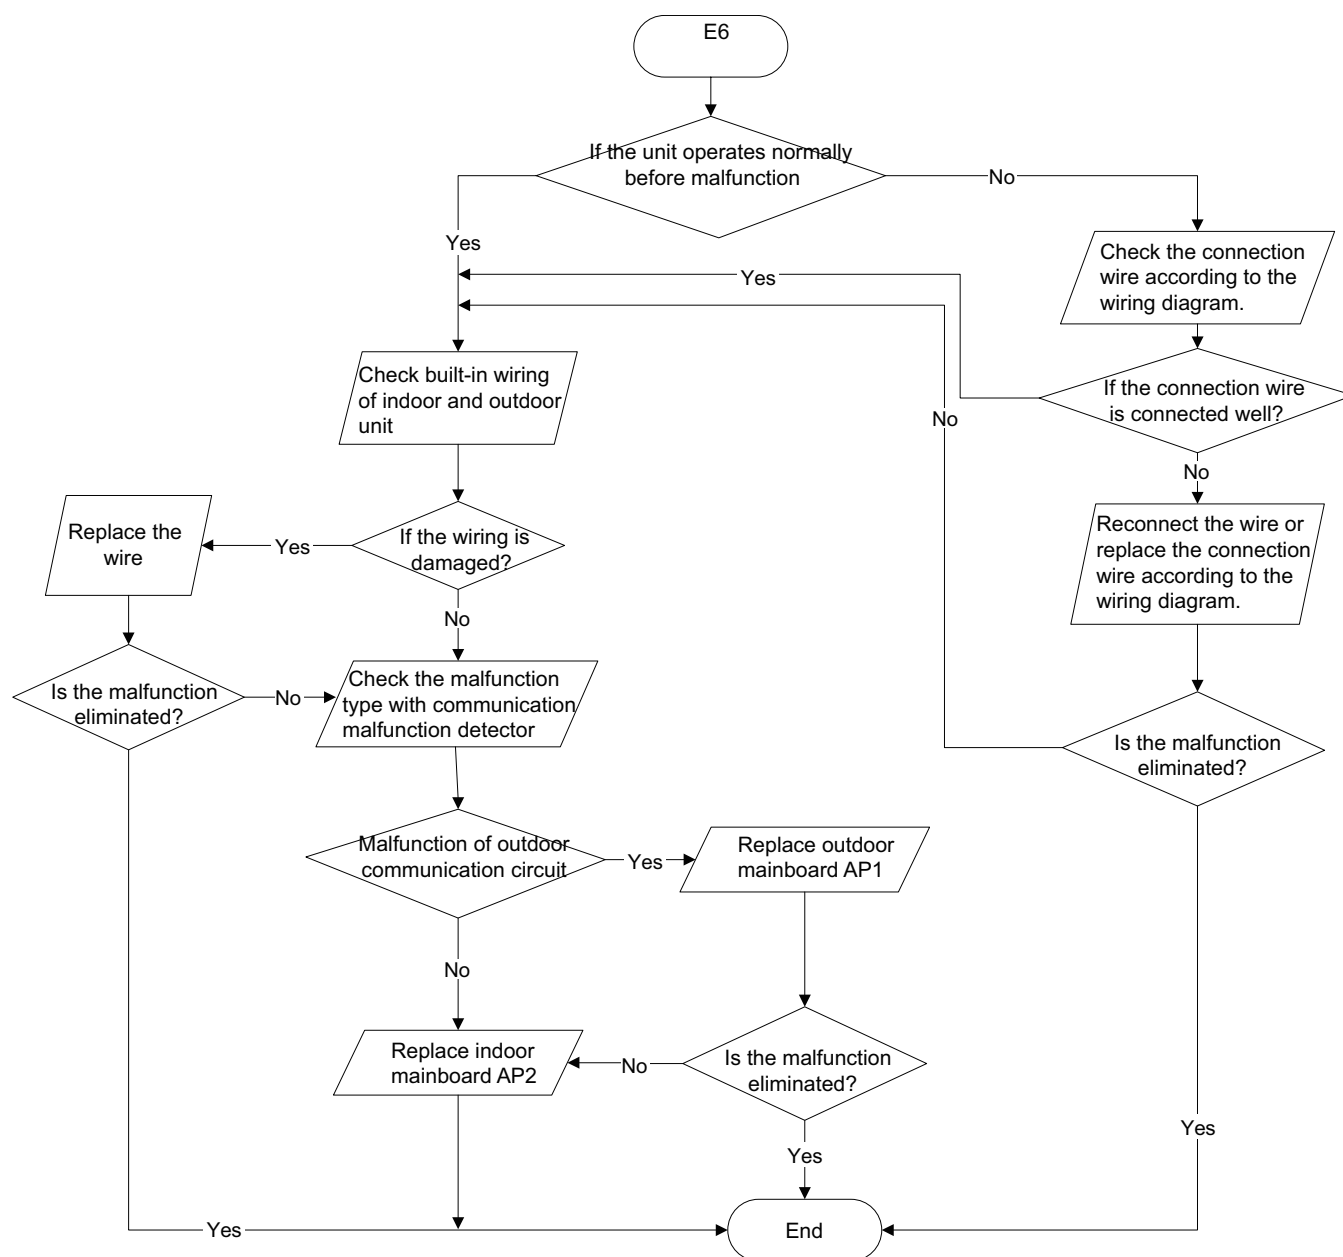 E6
If the unit operates normally
before malfunction
No
Yes
Check the connection
wire according to the
wiring diagram.
Yes
Check built-in wiring
of indoor and outdoor
unit
If the connection wire
is connected well?
No
No
Replace the
wire
Yes
If the wiring is
damaged?
Reconnect the wire or
replace the connection
wire according to the
wiring diagram.
No
Is the malfunction
eliminated?
No
Check the malfunction
type with communication
malfunction detector
Is the malfunction
eliminated?
Malfunction of outdoor
communication circuit
Yes
Replace outdoor
mainboard AP1
No
Replace indoor
mainboard AP2
No
Is the malfunction
eliminated?
Yes
Yes
Yes
End